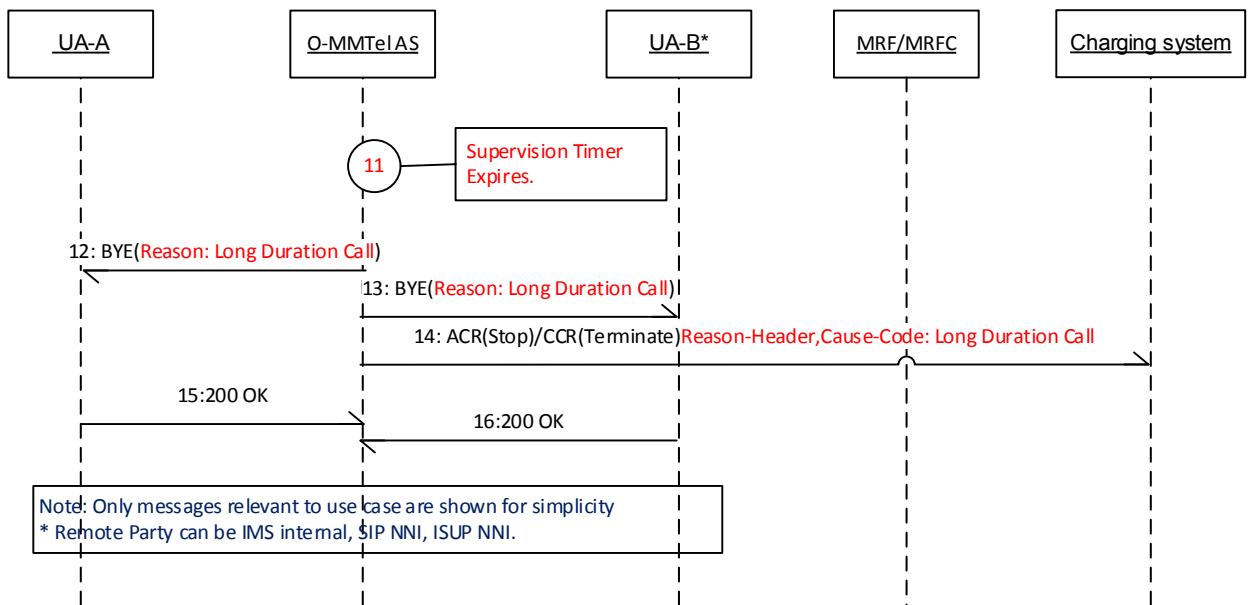 UA-A
O-MMTel AS
UA-B*
MRF/MRFC
Charging system
11
Supervision Timer
Expires.
12: BYE(Reason: Long Duration Call)
13: BYE(Reason: Long Duration Call)
14: ACR(Stop)/CCR(Terminate)Reason-Header,Cause-Code: Long Duration Call
15:200 OK
16:200 OK
Note: Only messages relevant to use case are shown for simplicity
* Remote Party can be IMS internal, SIP NNI, ISUP NNI.